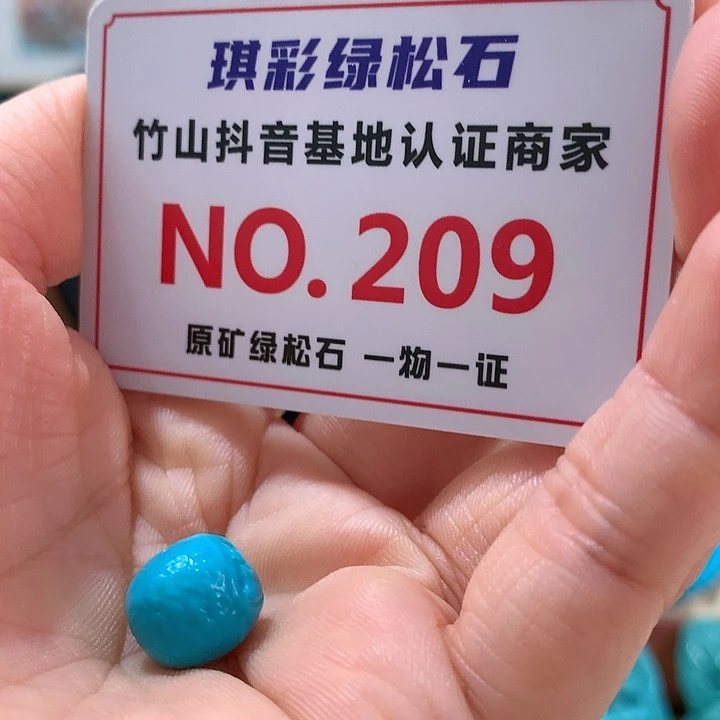 琪彩绿松石
竹山抖音基地认证商家
NO.209
原矿绿松石 一物一证